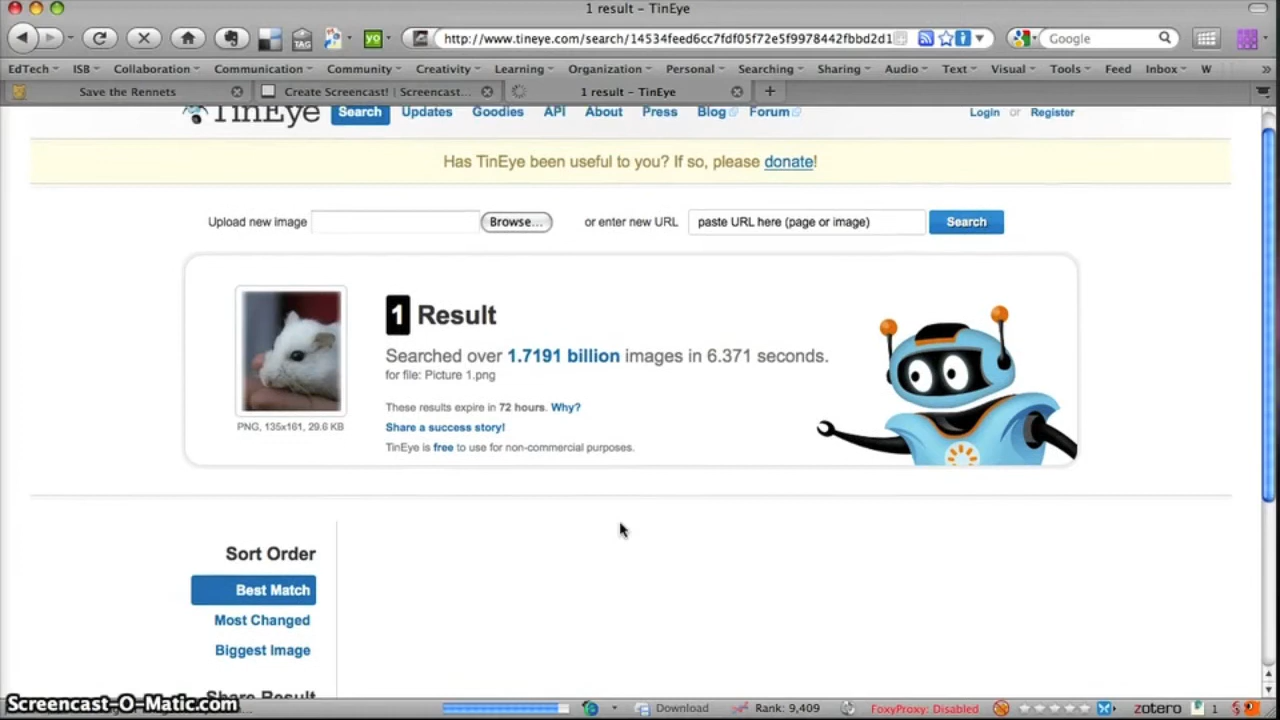 1 result - TinEye
http://www.tineye.com/search/14534feed6cc7fdf05f72e5f9978442fbbd2d1
Google
TAG
yo
EdTech ISB Collaboration Communication Community Creativity Learning Organization Personal Searching Sharing Audio Text Visual Tools Feed Inbox W »
Save the Rennets
Create Screencast! | Screencast...
1 result - TinEye
TinEye Search Updates Goodies API About Press Blog Forum Login or Register
Has TinEye been useful to you? If so, please donate!
Upload new image Browse... or enter new URL paste URL here (page or image) Search
1 Result
Searched over 1.7191 billion images in 6.371 seconds.
for file: Picture 1.png
These results expire in 72 hours. Why?
Share a success story!
TinEye is free to use for non-commercial purposes.
PNG, 135x161, 29.6 KB
Sort Order
Best Match
Most Changed
Biggest Image
Share Result
Screencast-O-Matic.com
Download Rank: 9,409 FoxyProxy: Disabled zotero 1